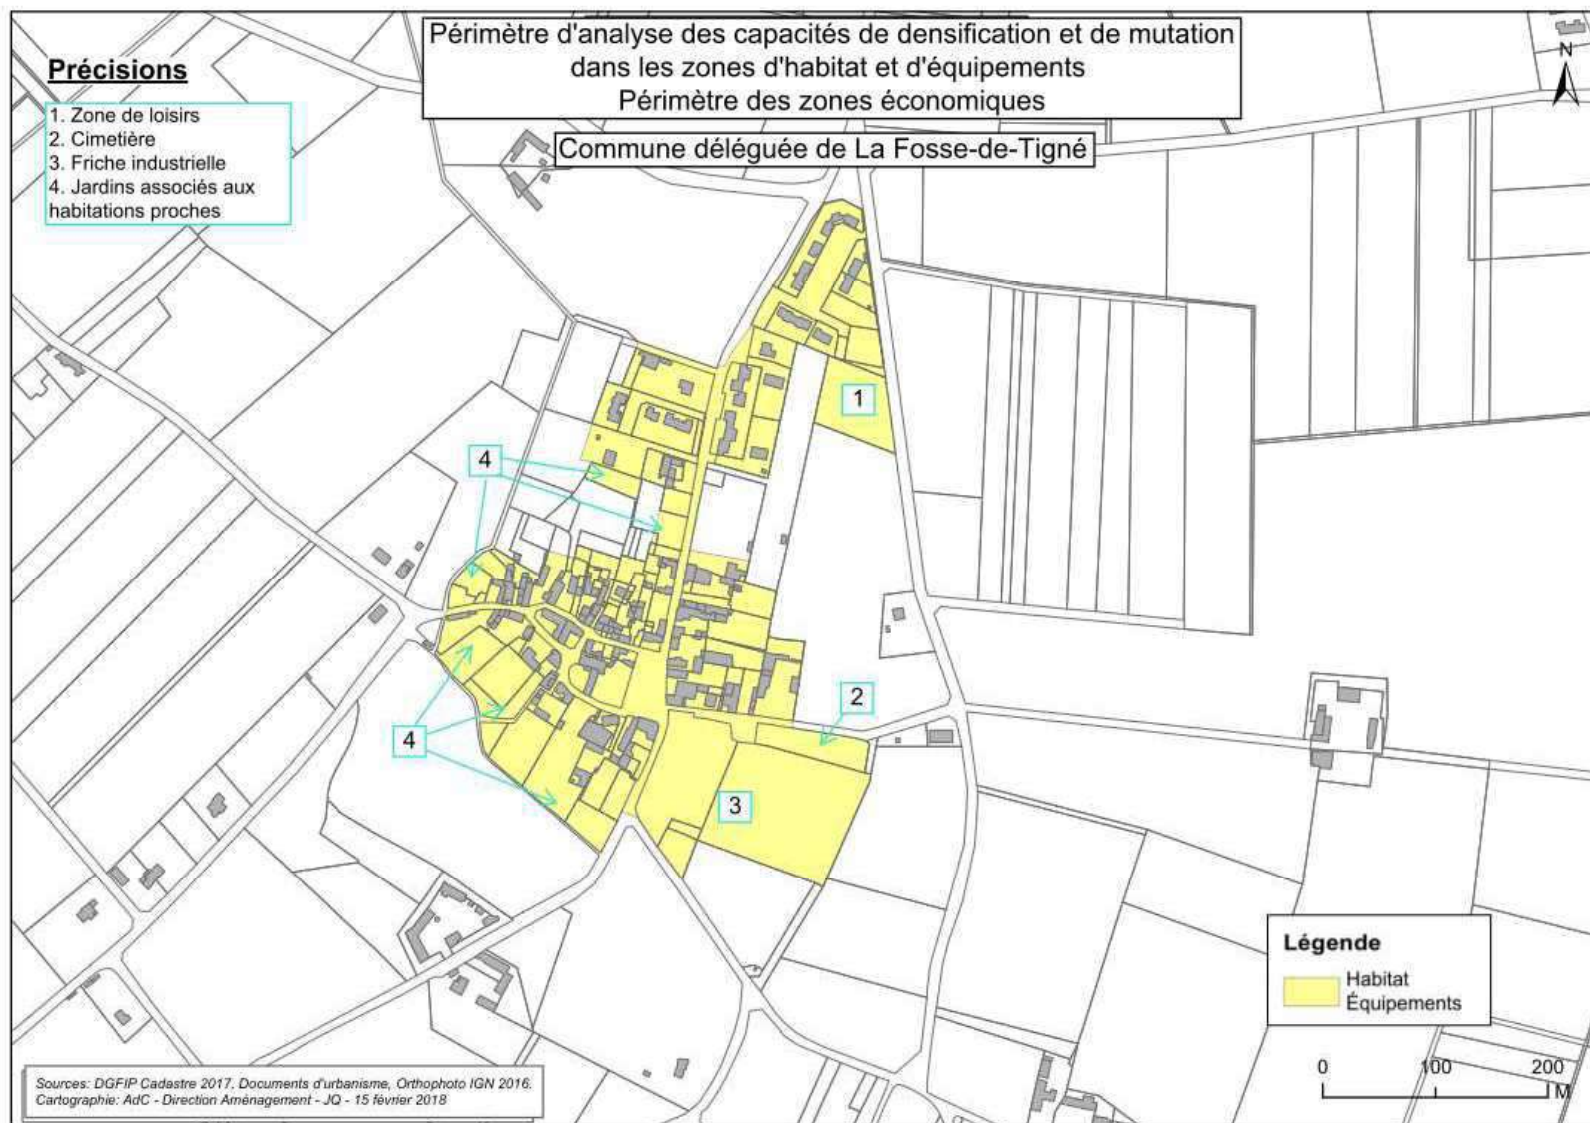 Périmètre d'analyse des capacités de densification et de mutation
dans les zones d'habitat et d'équipements
Périmètre des zones économiques
Commune déléguée de La Fosse-de-Tigné
Précisions
1. Zone de loisirs
2. Cimetière
3. Friche industrielle
4. Jardins associés aux
habitations proches
N
1
4
2
4
3
Légende
Habitat
Équipements
0 100 200
M
Sources: DGFIP Cadastre 2017. Documents d'urbanisme, Orthophoto IGN 2016.
Cartographie: AdC - Direction Aménagement - JQ - 15 février 2018